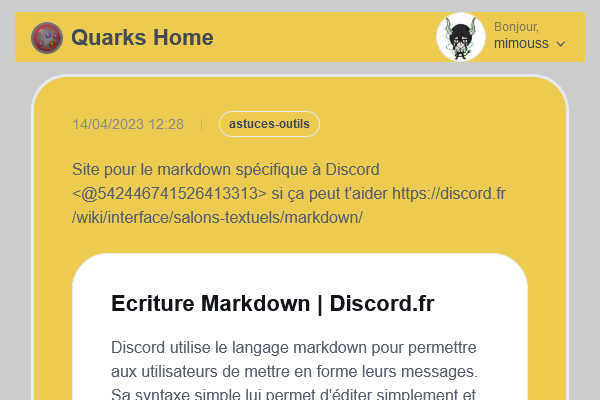 Quarks Home
Bonjour,
mimouss
14/04/2023 12:28
astuces-outils
Site pour le markdown spécifique à Discord
<@542446741526413313> si ça peut t'aider https://discord.fr
/wiki/interface/salons-textuels/markdown/
Ecriture Markdown | Discord.fr
Discord utilise le langage markdown pour permettre
aux utilisateurs de mettre en forme leurs messages.
Sa syntaxe simple lui permet d'éditer simplement et